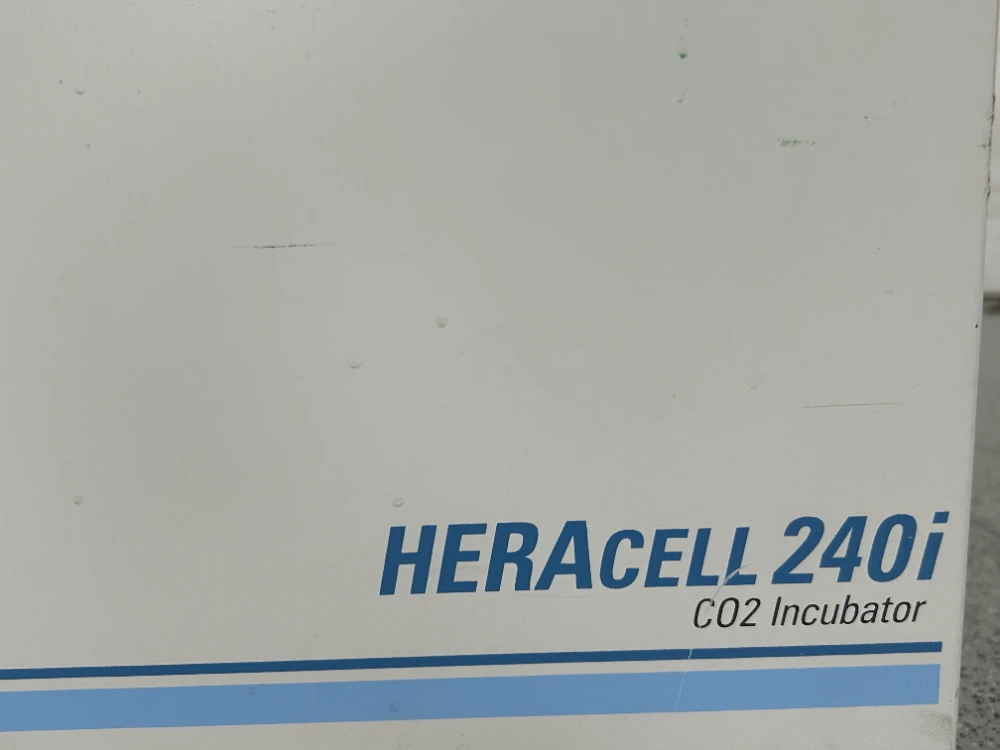 HERACELL 240i
CO2 Incubator